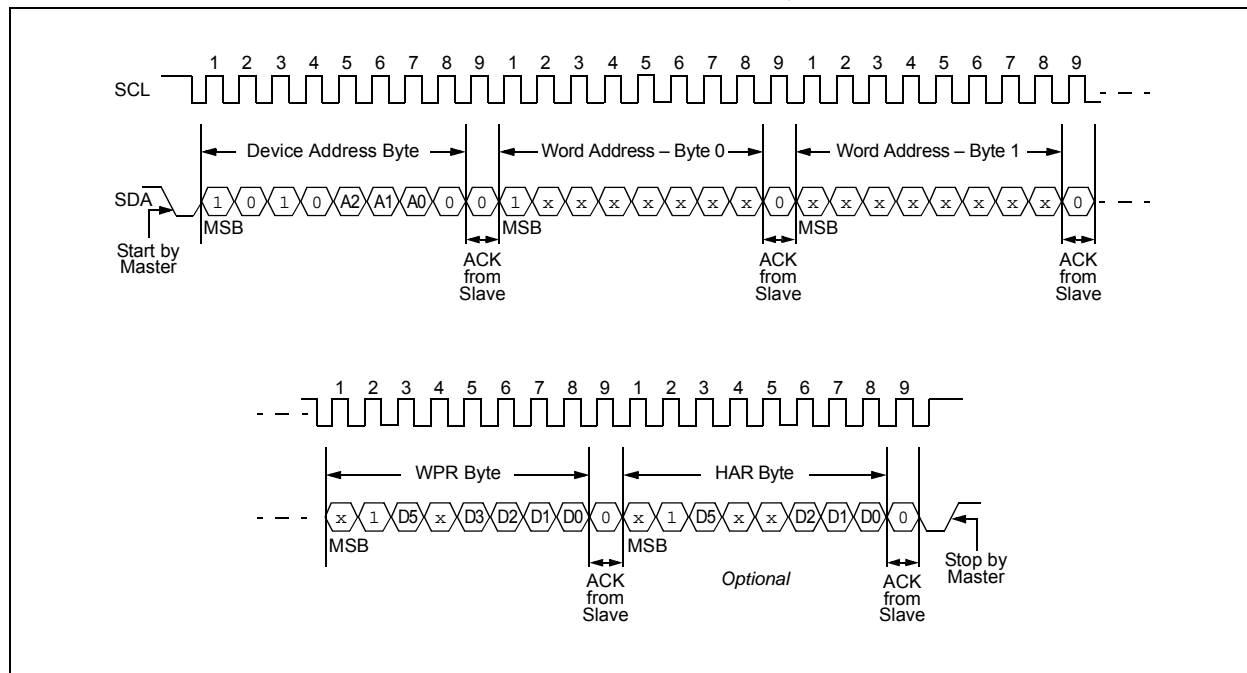 1 2 3 4 5 6 7 8 9 1 2 3 4 5 6 7 8 9 1 2 3 4 5 6 7 8 9
SCL
Device Address Byte Word Address – Byte 0 Word Address – Byte 1
SDA 1 0 1 0 A2 A1 A0 0 0 1 x x x x x x x 0 x x x x x x x x 0
MSB MSB MSB
Start by
Master
ACK
from
Slave
ACK
from
Slave
ACK
from
Slave
1 2 3 4 5 6 7 8 9 1 2 3 4 5 6 7 8 9
WPR Byte HAR Byte
x 1 D5 x D3 D2 D1 D0 0 x 1 D5 x x D2 D1 D0 0
MSB MSB
ACK
from
Slave
Optional
ACK
from
Slave
Stop by
Master